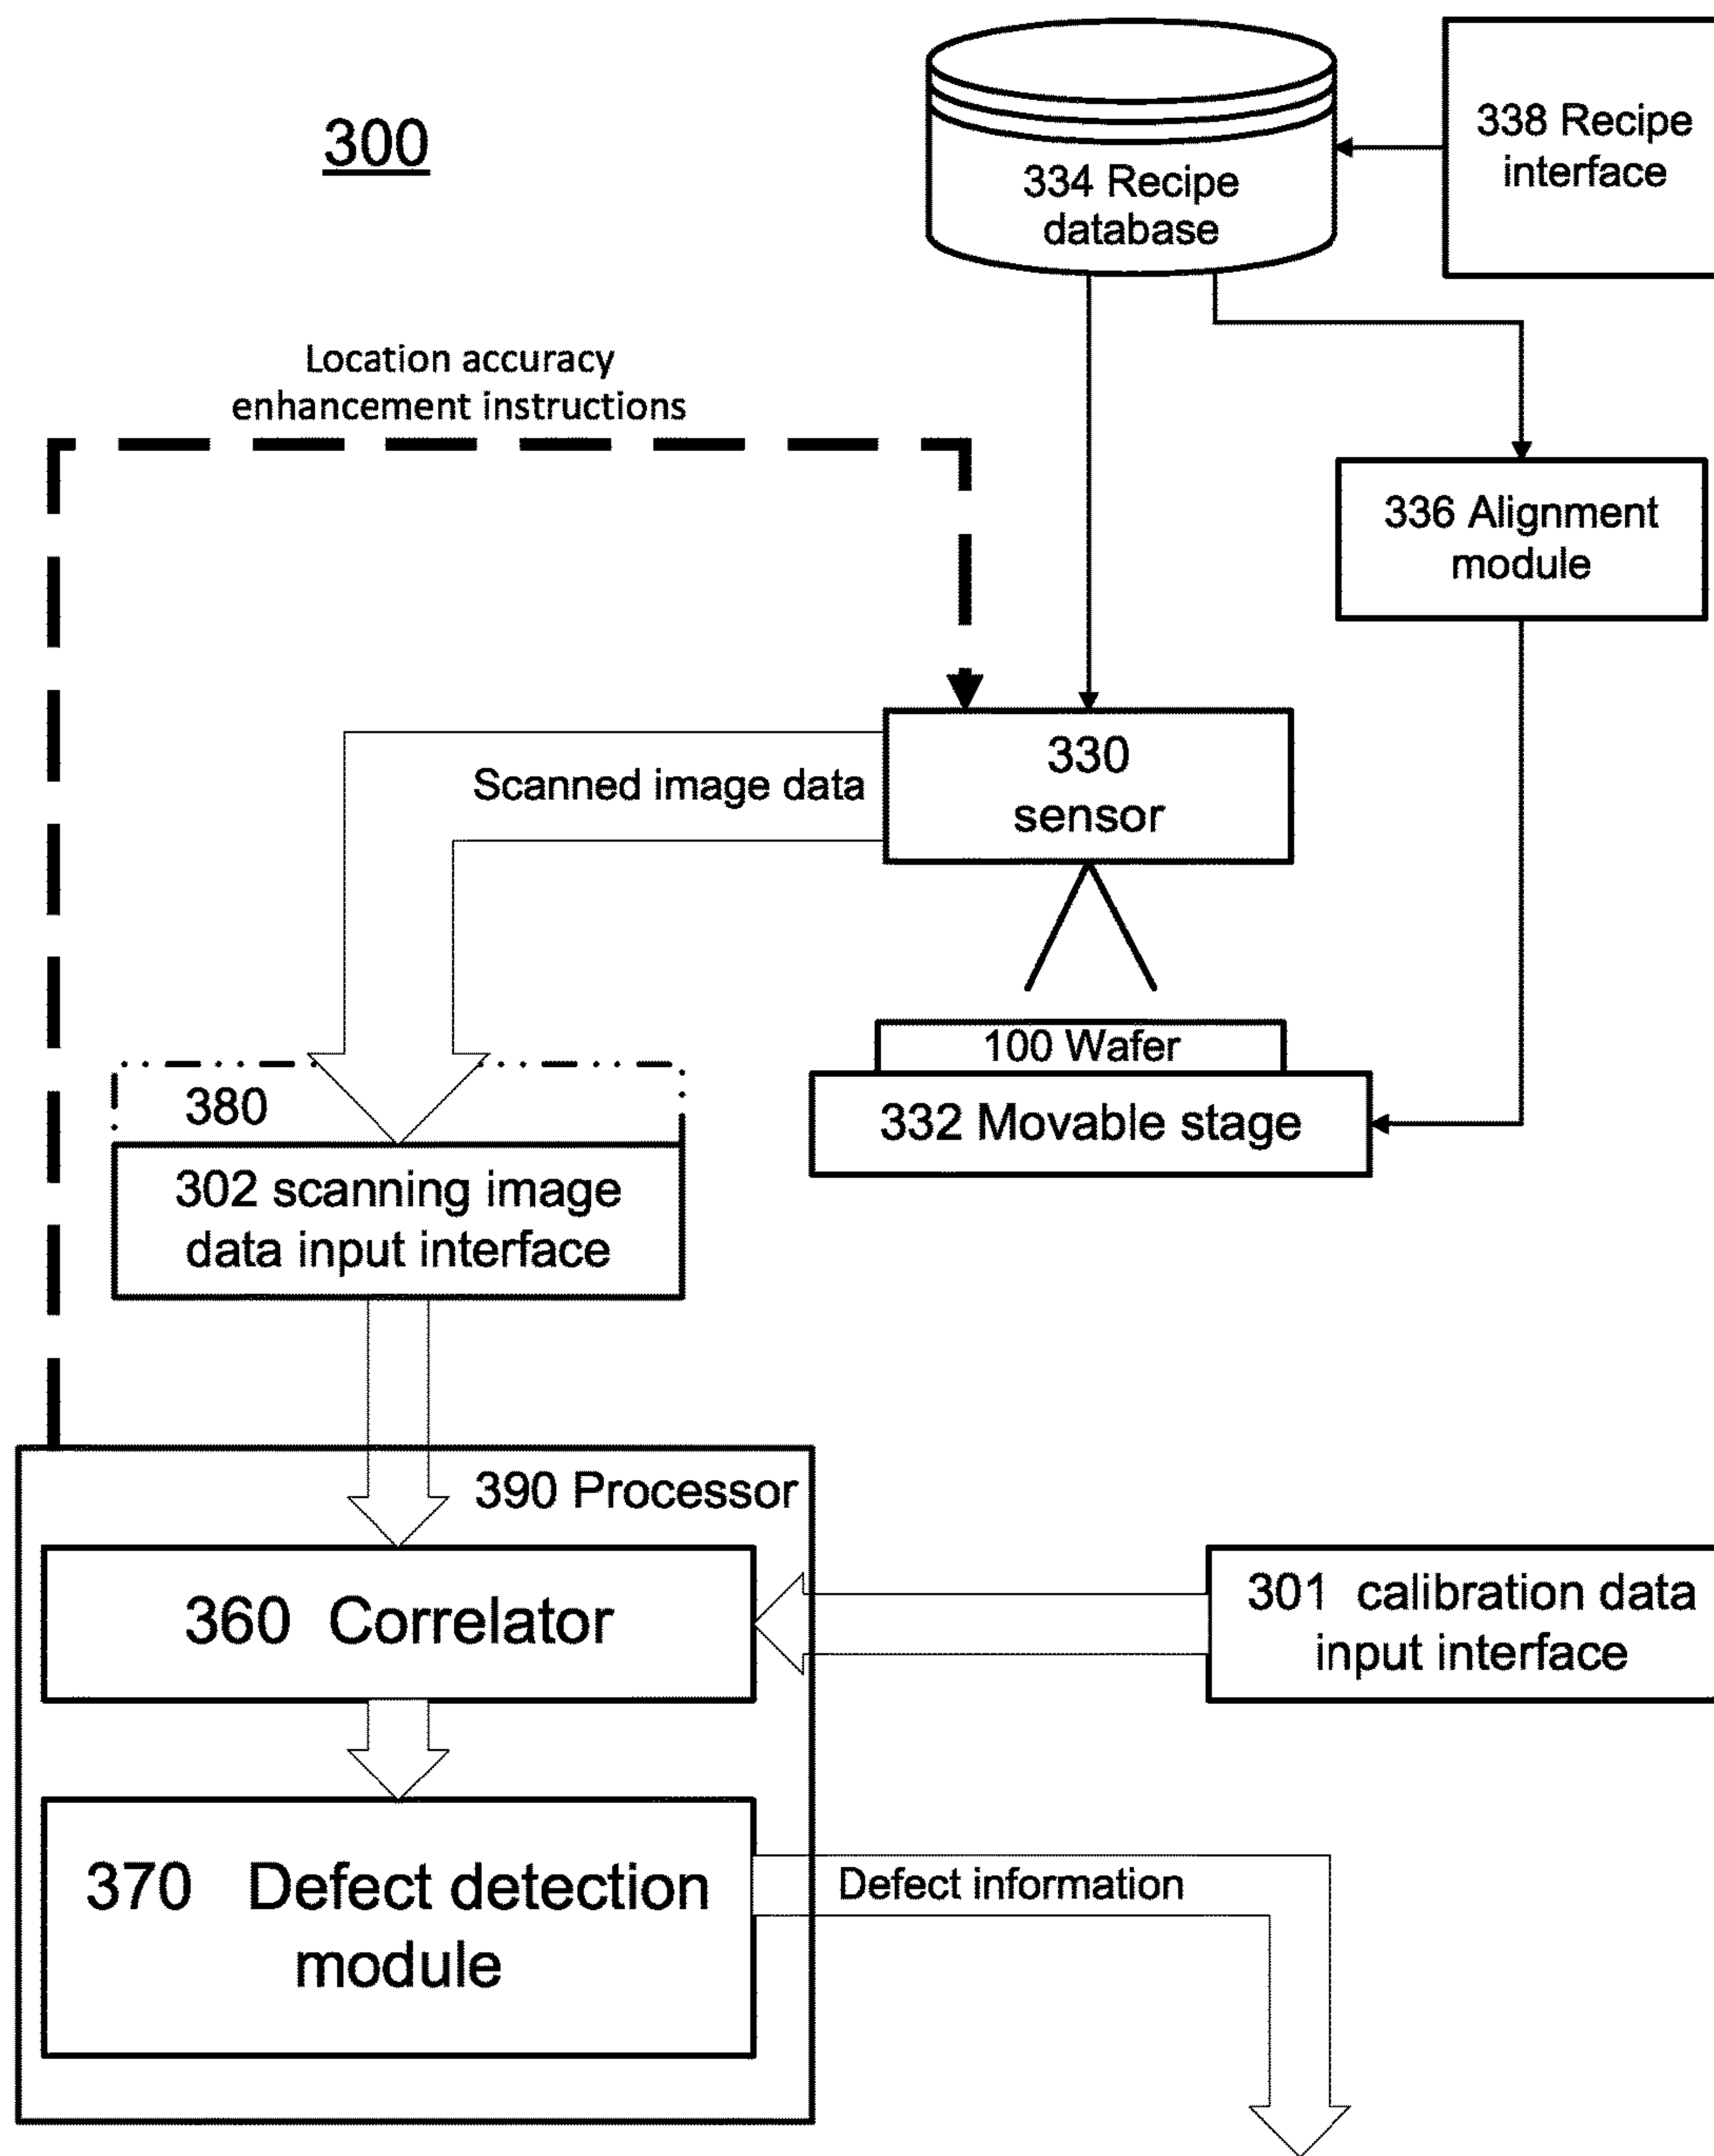 300
334 Recipe
database
338 Recipe
interface
Location accuracy
enhancement instructions
336 Alignment
module
330
sensor
Scanned image data
100 Wafer
332 Movable stage
380
302 scanning image
data input interface
390 Processor
360 Correlator
301 calibration data
input interface
370 Defect detection
module
Defect information